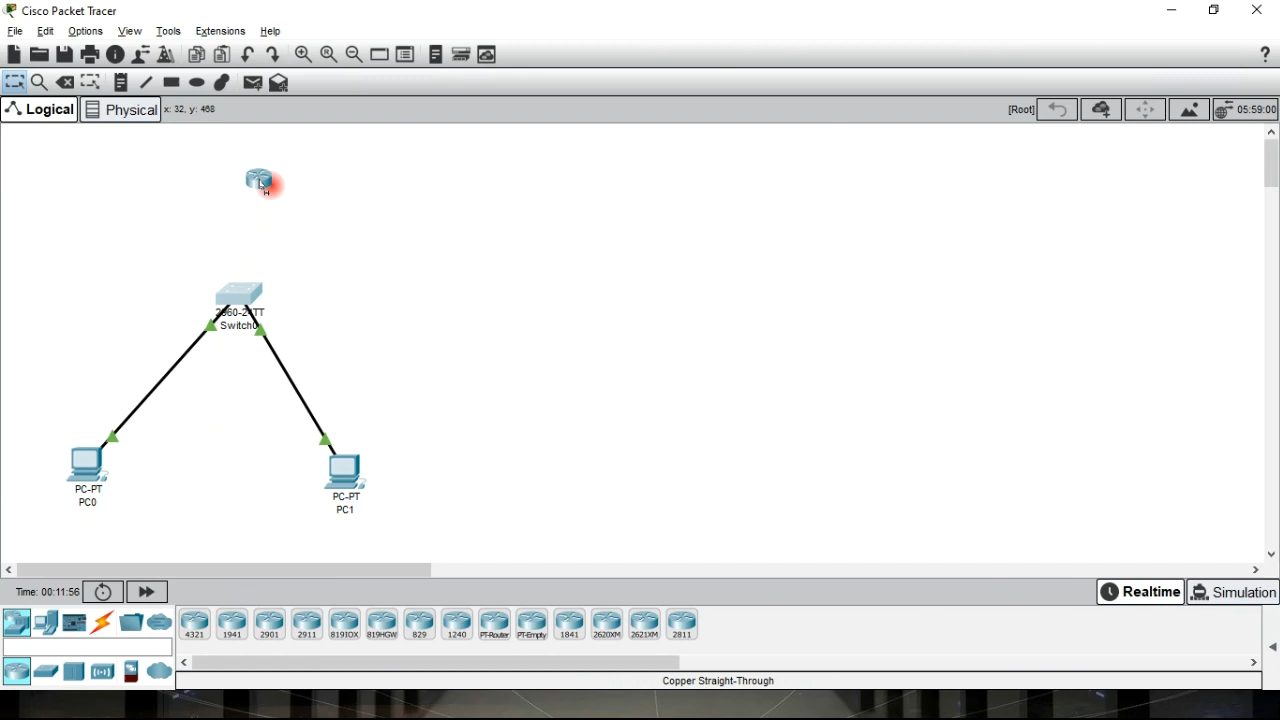 Cisco Packet Tracer
File Edit Options View Tools Extensions Help
?
Logical Physical x: 32, y: 468 [Root] 05:59:00
H
2960-24TT
Switch0
PC-PT
PC0
PC-PT
PC1
Time: 00:11:56 Realtime Simulation
4321 1941 2901 2911 819IOX 819HGW 829 1240 PT-Router PT-Empty 1841 2620XM 2621XM 2811
Copper Straight-Through